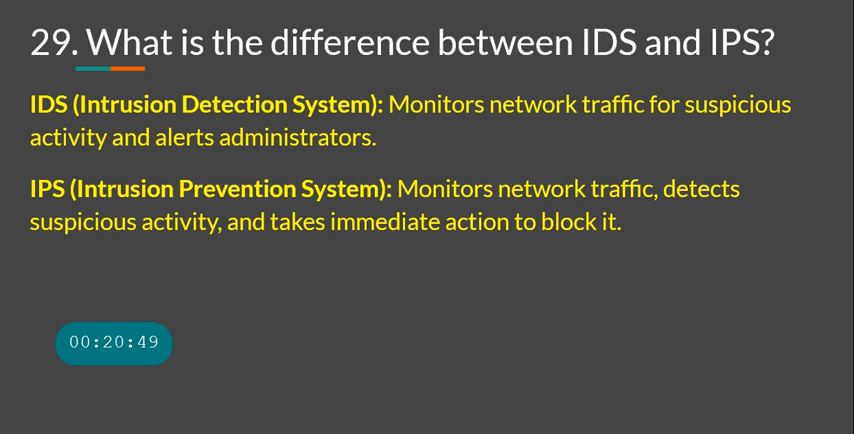 29. What is the difference between IDS and IPS?
IDS (Intrusion Detection System): Monitors network traffic for suspicious
activity and alerts administrators.
IPS (Intrusion Prevention System): Monitors network traffic, detects
suspicious activity, and takes immediate action to block it.
00:20:49